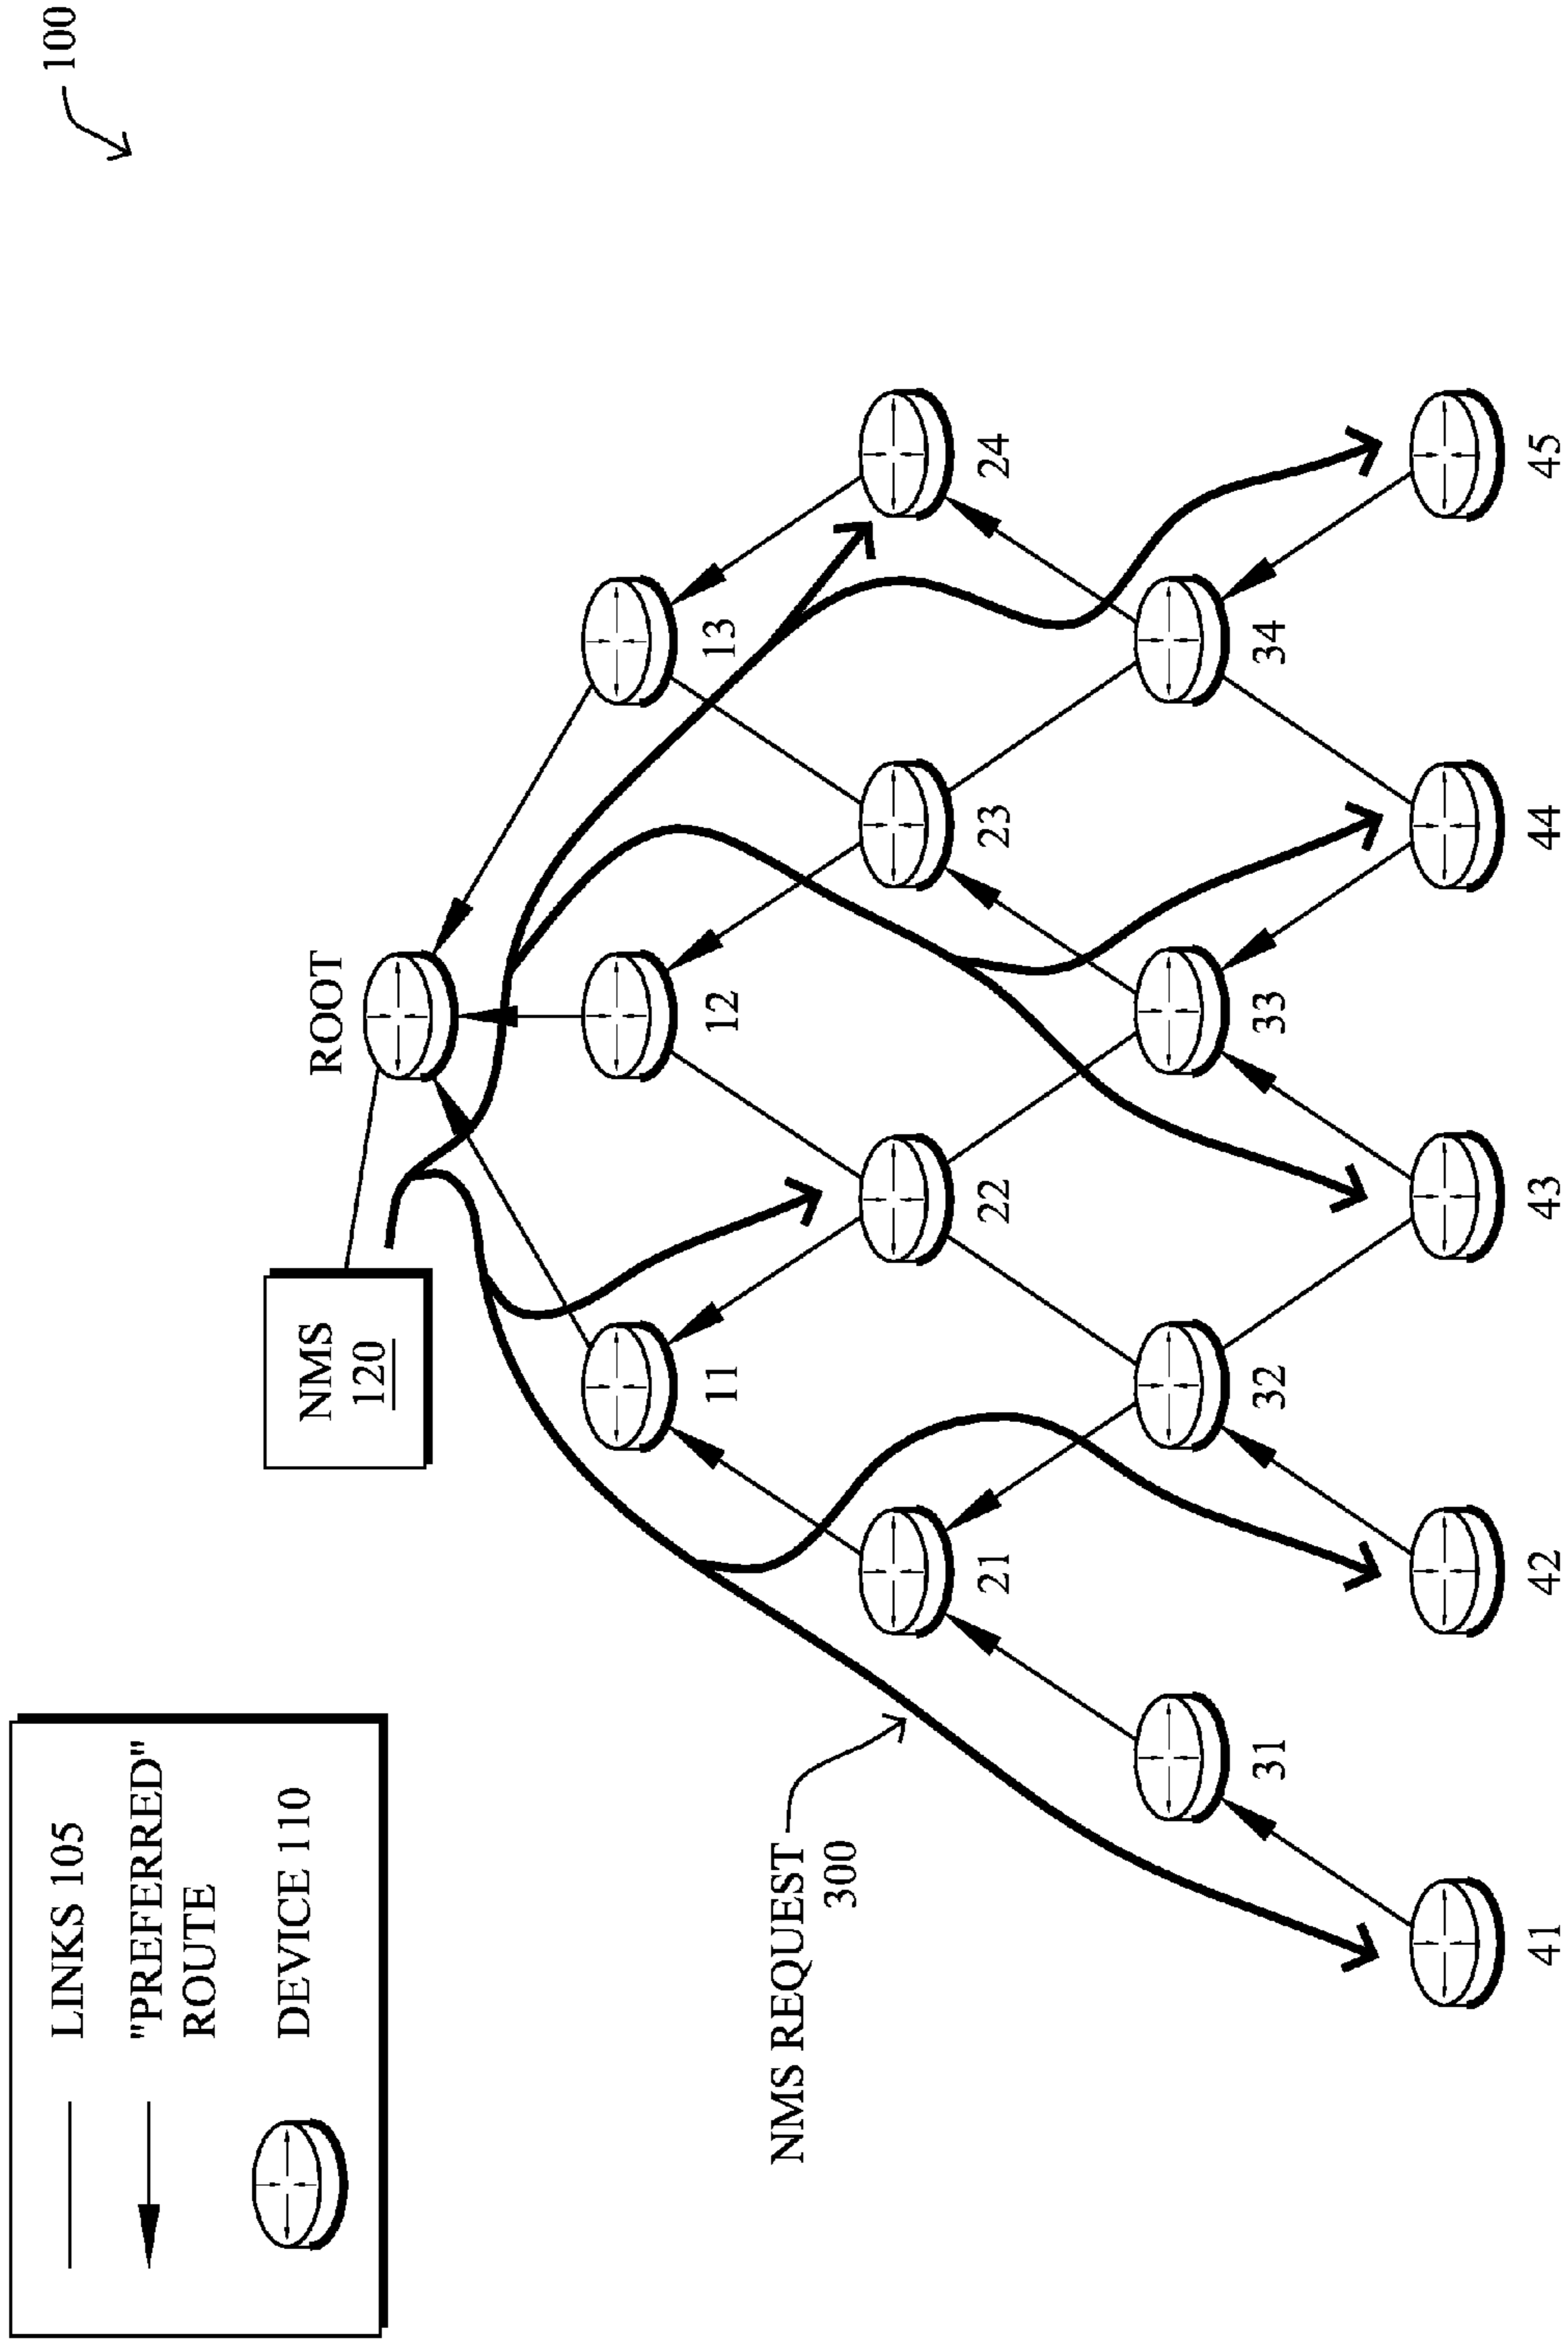 100
LINKS 105
"PREFERRED"
ROUTE
DEVICE 110
NMS
120
ROOT
11
12
13
NMS REQUEST
300
21
22
23
24
31
32
33
34
41
42
43
44
45